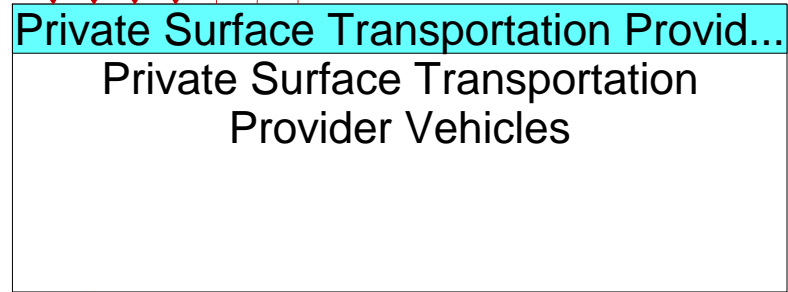 Private Surface Transportation Provid...
Private Surface Transportation
Provider Vehicles